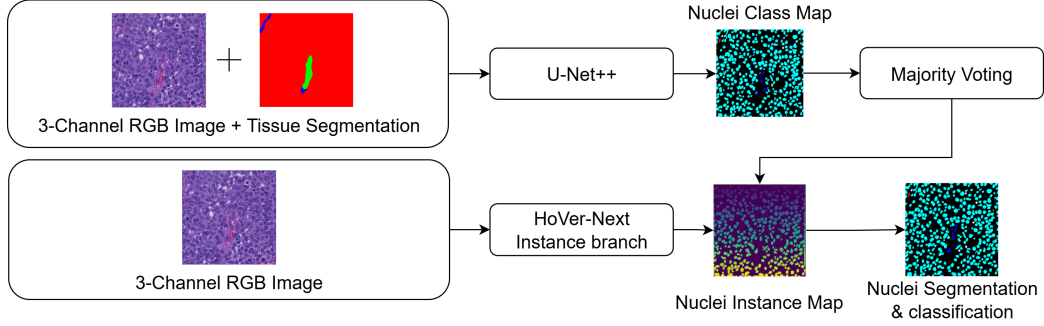 Nuclei Class Map
U-Net++
Majority Voting
3-Channel RGB Image + Tissue Segmentation
HoVer-Next
Instance branch
3-Channel RGB Image
Nuclei Instance Map
Nuclei Segmentation
& classification